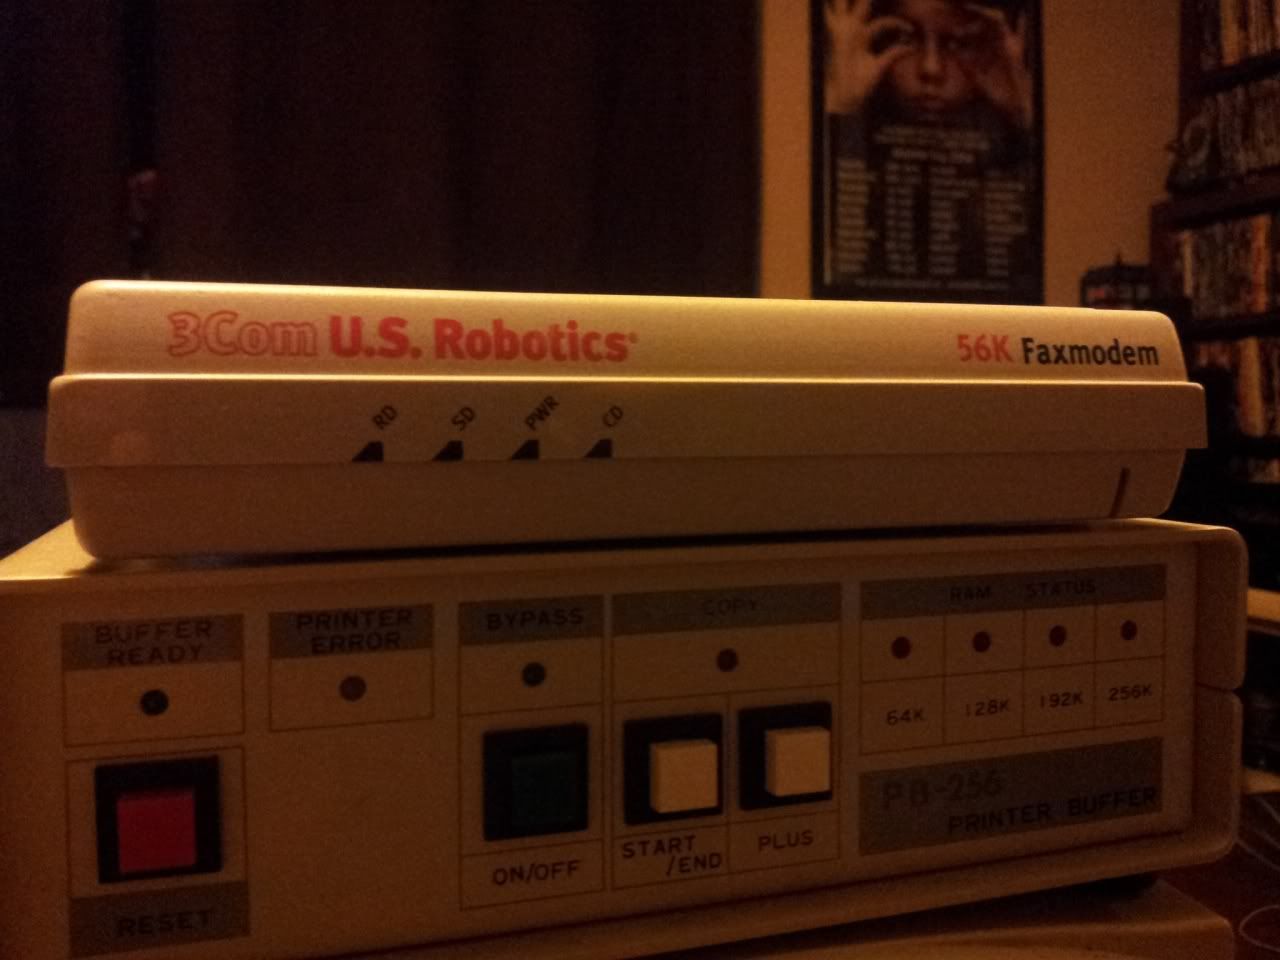 3Com U.S. Robotics
56K Faxmodem
RD SD PWR CD
BUFFER
READY
PRINTER
ERROR
BYPASS
COPY
RAM STATUS
64K 128K 192K 256K
PB-256
PRINTER BUFFER
ON/OFF
START
/END
PLUS
RESET